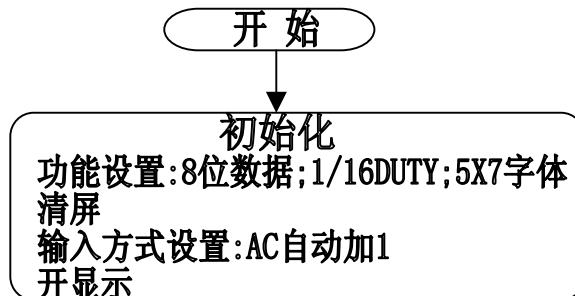 开 始
初始化
功能设置:8位数据;1/16DUTY;5X7字体
清屏
输入方式设置:AC自动加1
开显示